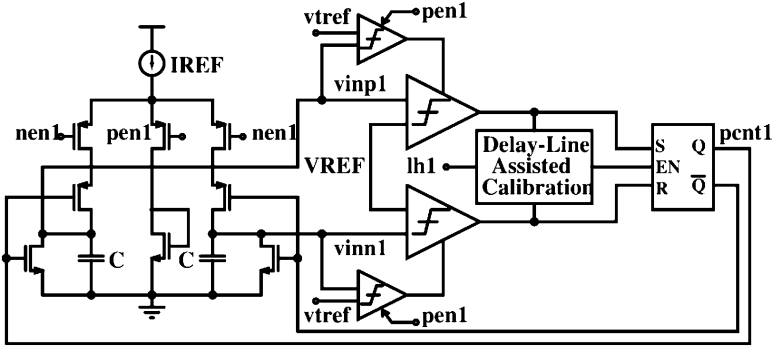 vtref
pen1
IREF
vinp1
nen1
pen1
nen1
VREF
lh1
Delay-Line
Assisted
Calibration
S
Q
EN
R
Q
pcnt1
C
C
vinn1
vtref
pen1